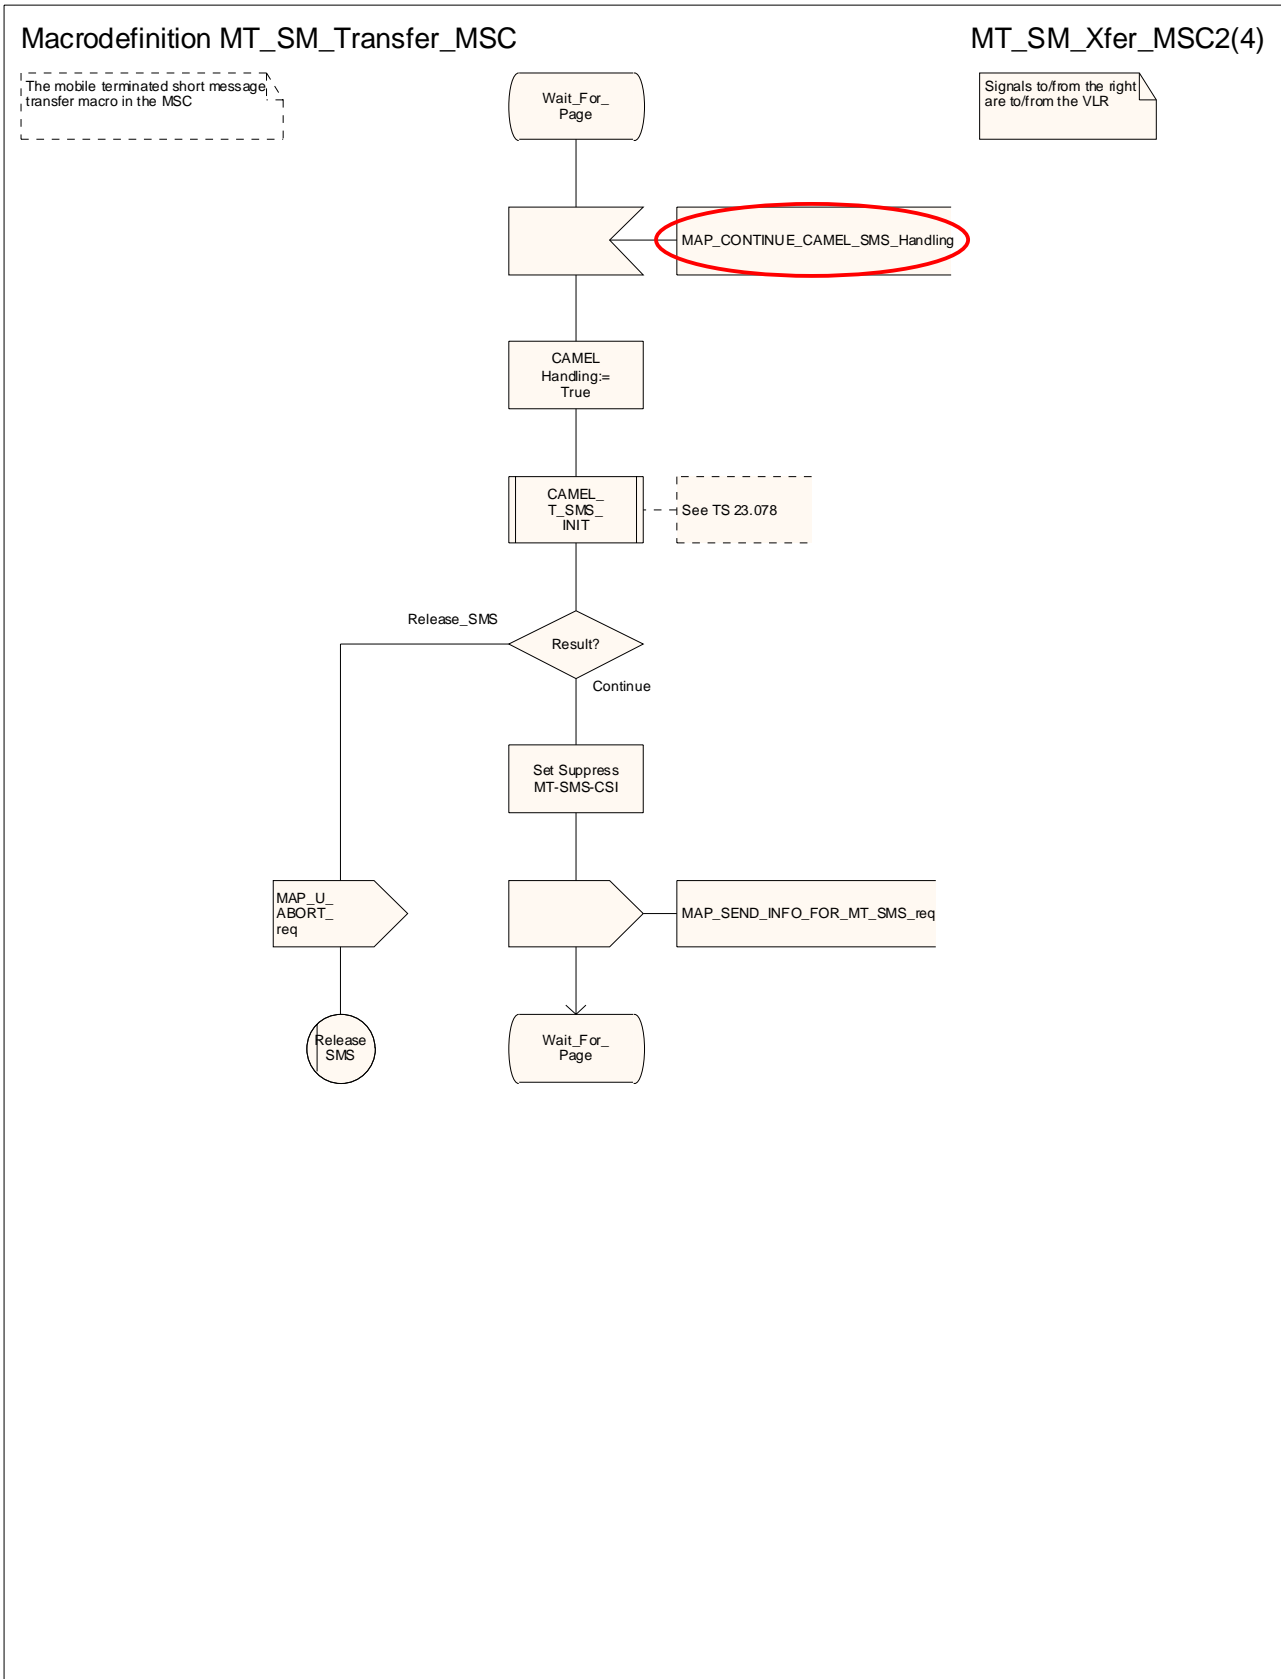 Macrodefinition MT_SM_Transfer_MSC
MT_SM_Xfer_MSC2(4)
The mobile terminated short message
transfer macro in the MSC
Signals to/from the right
are to/from the VLR
Wait_For_
Page
MAP_CONTINUE_CAMEL_SMS_Handling
CAMEL
Handling:=
True
CAMEL_
T_SMS_
INIT
See TS 23.078
Release_SMS
Result?
Continue
Set Suppress
MT-SMS-CSI
MAP_U_
ABORT_
req
MAP_SEND_INFO_FOR_MT_SMS_req
Release
SMS
Wait_For_
Page